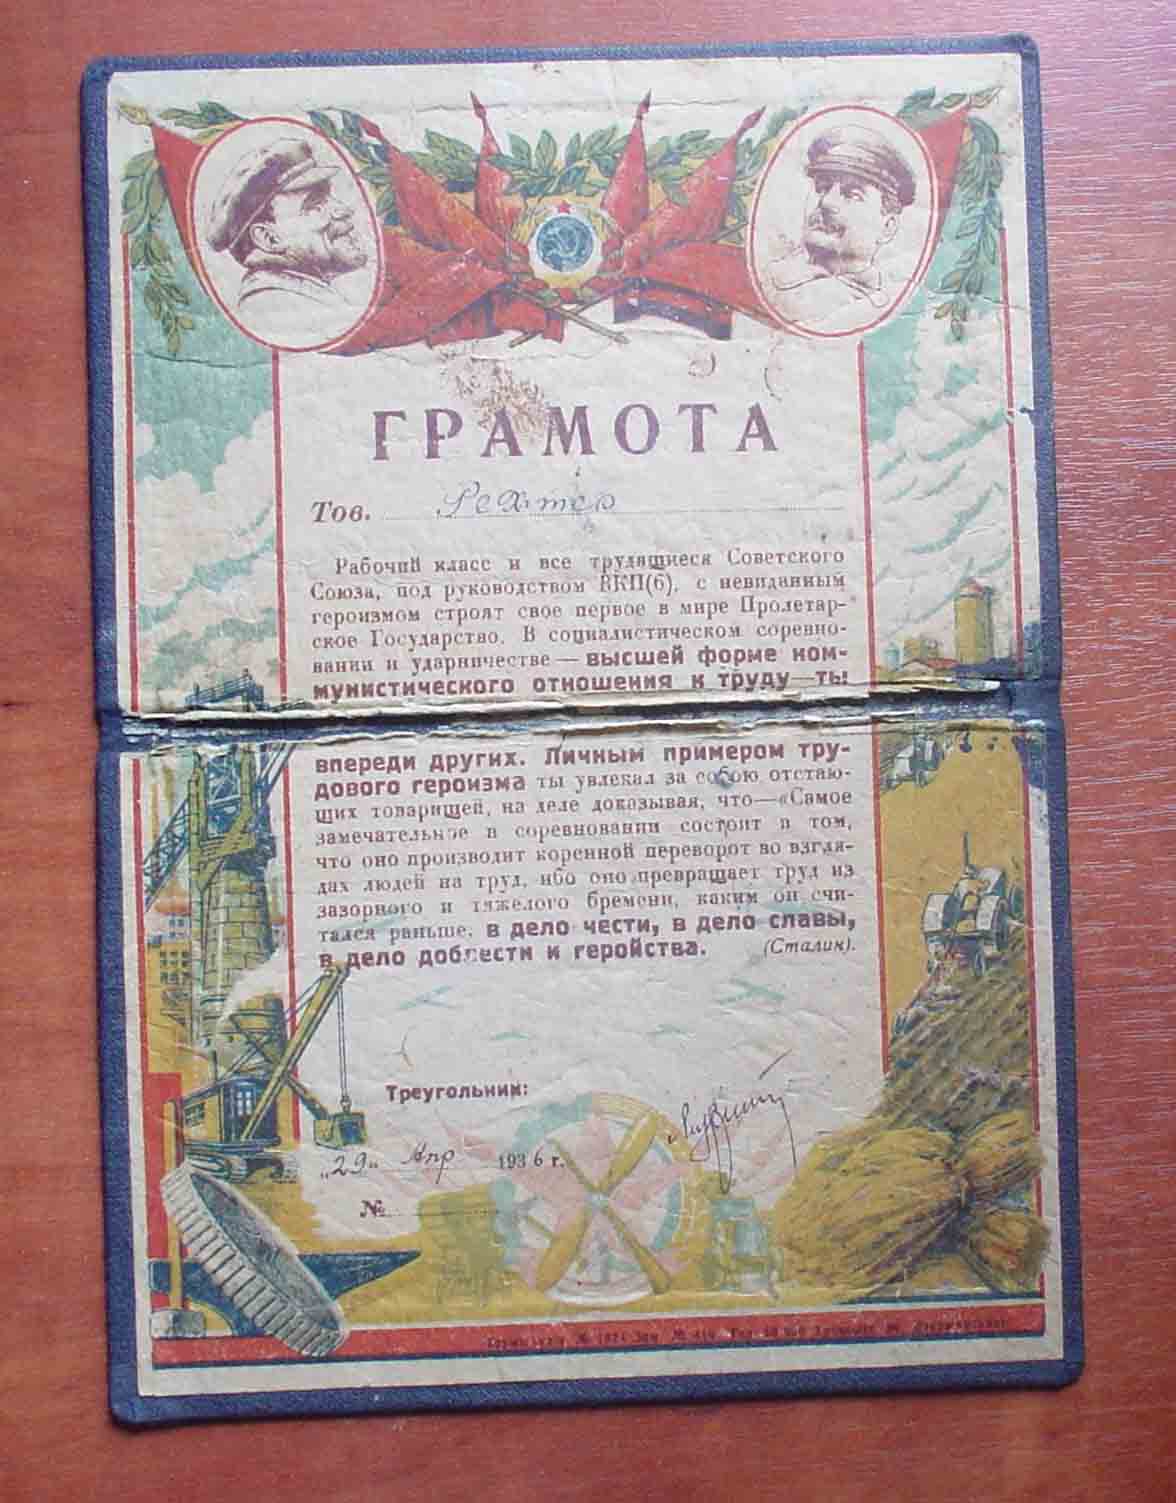 ГРАМОТА
Тов. Рехтер
Рабочий класс и все трудящиеся Советского
Союза, под руководством ВКП(б), с невиданным
героизмом строят свое первое в мире Пролетар-
ское Государство. В социалистическом соревно-
вании и ударничестве — высшей форме ком-
мунистического отношения к труду — ты
впереди других. Личным примером тру-
дового героизма ты увлекал за собою отстаю-
щих товарищей, на деле доказывая, что — «Самое
замечательное в соревновании состоит в том,
что оно производит коренной переворот во взгля-
дах людей на труд, ибо оно превращает труд из
зазорного и тяжелого бремени, каким он счи-
тался раньше, в дело чести, в дело славы,
в дело доблести и геройства. (Сталин).
Треугольник:
„29„ Апр 1936 г.
№